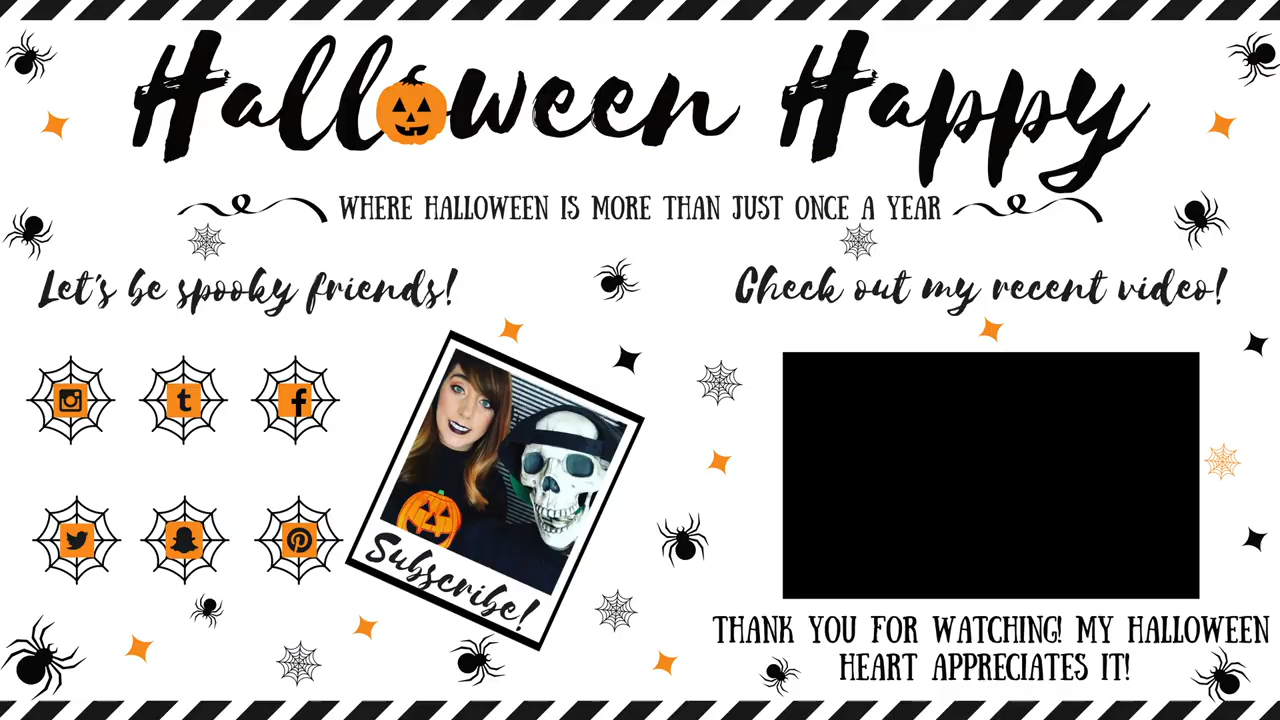 Halloween Happy
WHERE HALLOWEEN IS MORE THAN JUST ONCE A YEAR
Let's be spooky friends!
Check out my recent video!
Subscribe!
THANK YOU FOR WATCHING! MY HALLOWEEN
HEART APPRECIATES IT!